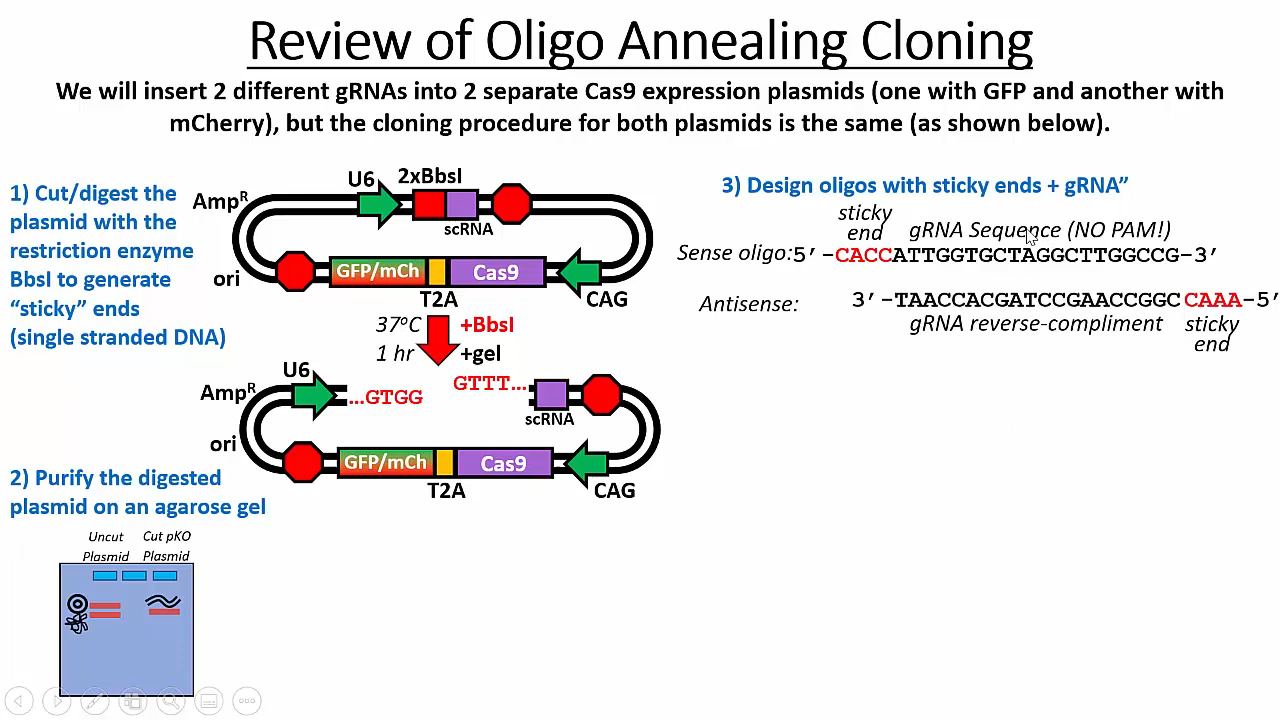 Review of Oligo Annealing Cloning
We will insert 2 different gRNAs into 2 separate Cas9 expression plasmids (one with GFP and another with
mCherry), but the cloning procedure for both plasmids is the same (as shown below).
1) Cut/digest the
plasmid with the
restriction enzyme
BbsI to generate
“sticky” ends
(single stranded DNA)
U6
2xBbsI
AmpR
scRNA
ori
GFP/mCh
Cas9
T2A
CAG
37oC
+BbsI
1 hr
+gel
U6
GTTT…
AmpR
…GTGG
scRNA
ori
GFP/mCh
Cas9
T2A
CAG
2) Purify the digested
plasmid on an agarose gel
Uncut
Plasmid
Cut pKO
Plasmid
3) Design oligos with sticky ends + gRNA”
sticky
end
gRNA Sequence (NO PAM!)
Sense oligo:5’-CACCATTGGTGCTAGGCTTGGCCG-3’
Antisense: 3’-TAACCACGATCCGAACCGGCCAAA-5’
gRNA reverse-compliment
sticky
end